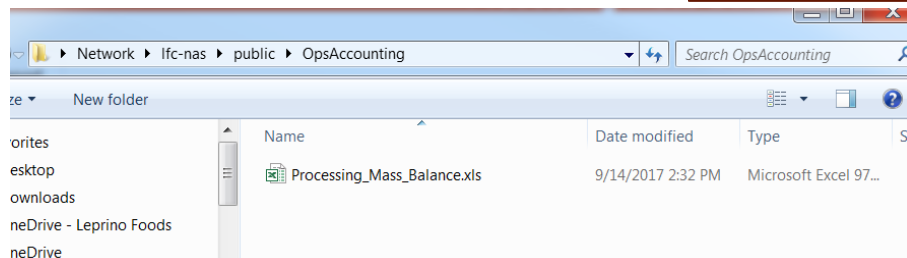 Network lfc-nas public OpsAccounting Search OpsAccounting
ze New folder
Name Date modified Type S
vorites
esktop
ownloads
neDrive - Leprino Foods
neDrive
Processing_Mass_Balance.xls 9/14/2017 2:32 PM Microsoft Excel 97...